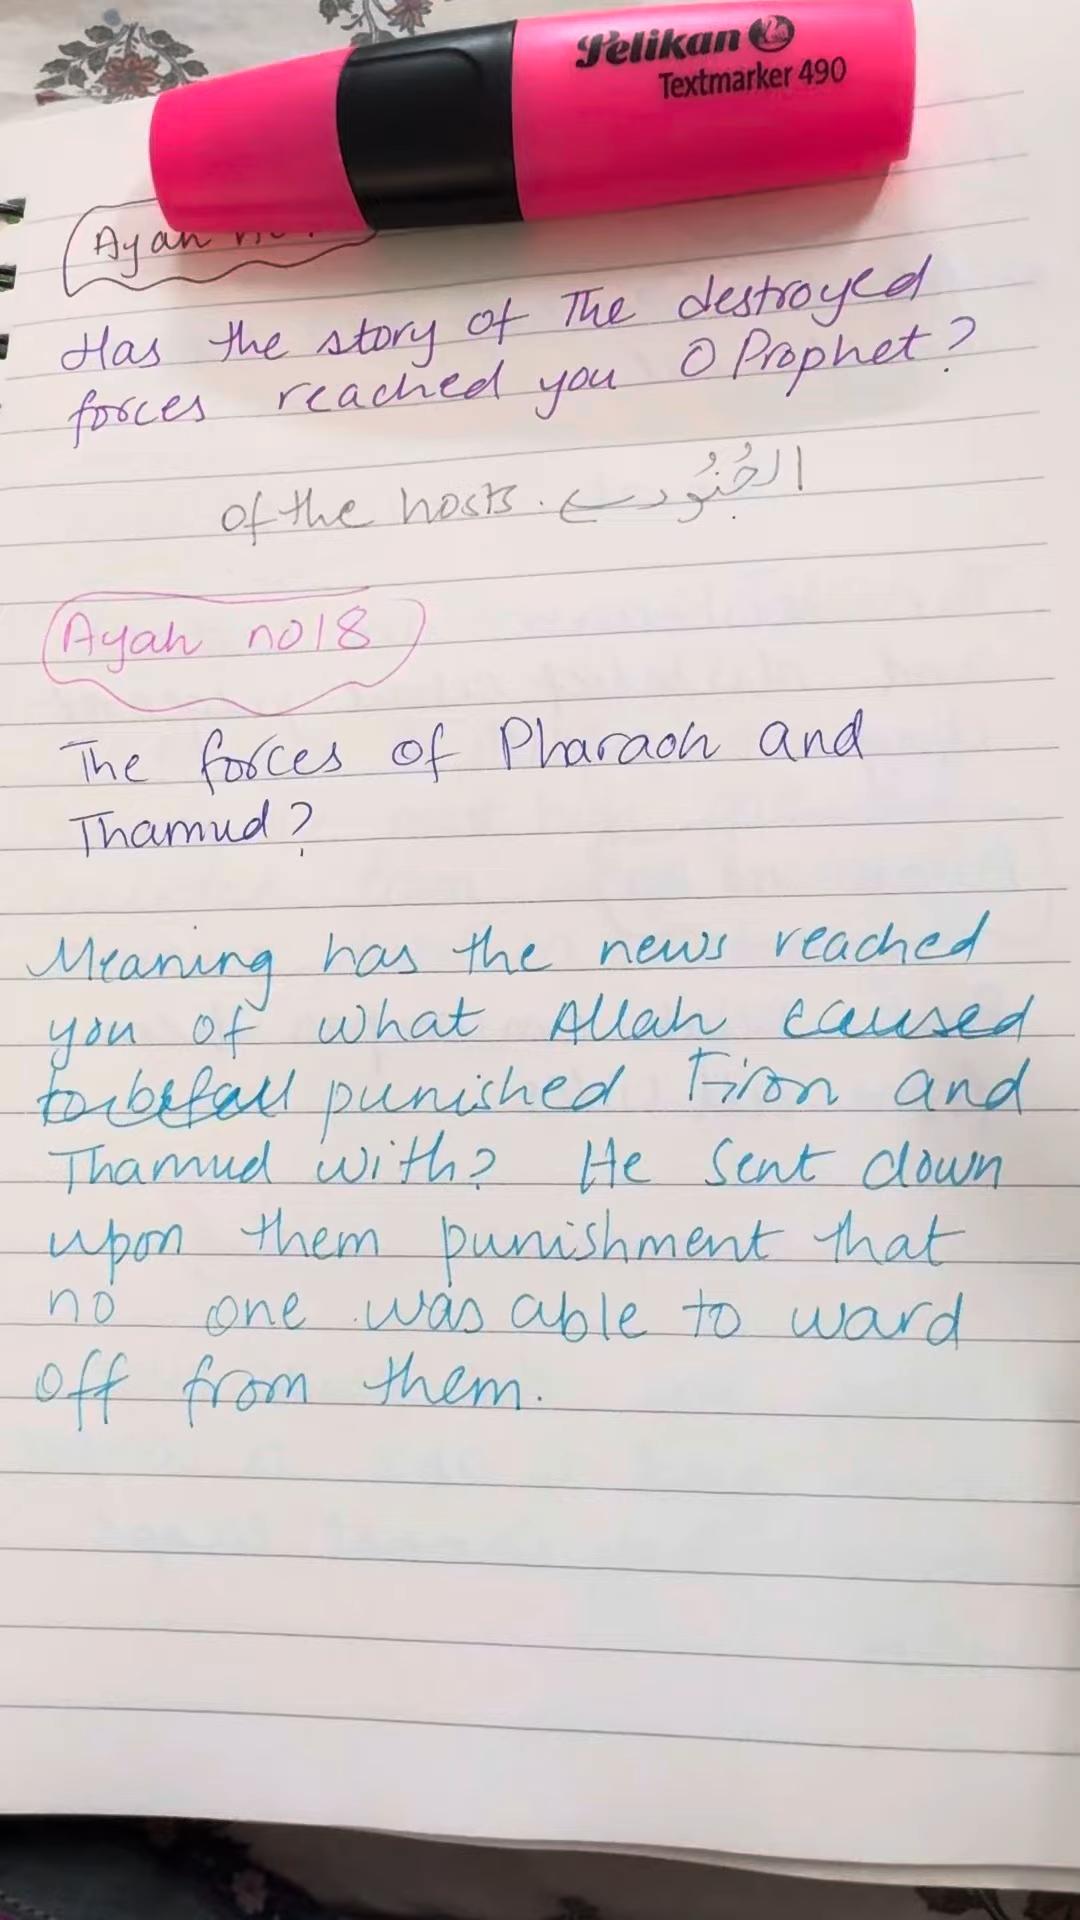 Pelikan
Textmarker 490
Ayah
Has the story of The destroyed
forces reached you O Prophet?
of the hosts. الجُنُودِ
Ayah no18
The forces of Pharaoh and
Thamud?
Meaning has the news reached
you of what Allah caused
to befall punished Firon and
Thamud with? He sent down
upon them punishment that
no one was able to ward
off from them.